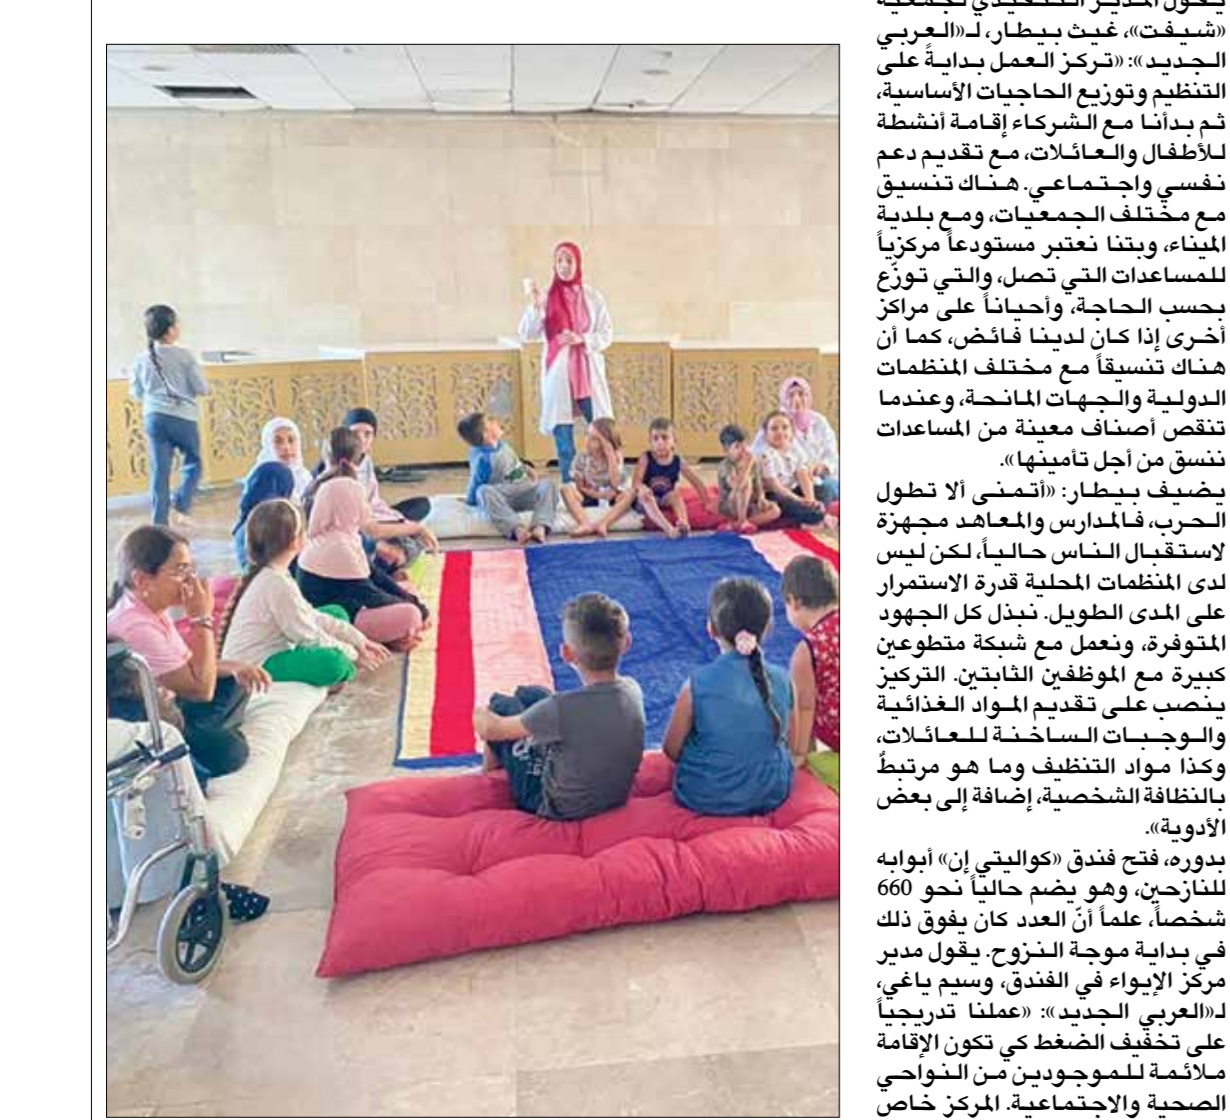 يـقـول المـديـر الـتـنـفـيـذي لـجـمـعـيـة
«شيفت»، غيث بيطار، لـ«العربي
الجديد»: «تركز العمل بدايةً على
التنظيم وتوزيع الحاجيات الأساسية،
ثم بدأنا مع الشركاء إقامة أنشطة
للأطفال والعائلات، مع تقديم دعم
نفسي واجتماعي. هناك تنسيق
مع مختلف الجمعيات، ومع بلدية
الميناء، وبتنا نعتبر مستودعاً مركزياً
للمساعدات التي تصل، والتي توزّع
بحسب الحاجة، وأحياناً على مراكز
أخرى إذا كان لدينا فائض، كما أن
هناك تنسيقاً مع مختلف المنظمات
الدولية والجهات المانحة، وعندما
تنقص أصناف معينة من المساعدات
ننسق من أجل تأمينها».
يضيف بيطار: «أتمنى ألا تطول
الحرب، فالمدارس والمعاهد مجهزة
لاستقبال الناس حالياً، لكن ليس
لدى المنظمات المحلية قدرة الاستمرار
على المدى الطويل. نبذل كل الجهود
المتوفرة، ونعمل مع شبكة متطوعين
كبيرة مع الموظفين الثابتين. التركيز
ينصب على تقديم المواد الغذائية
والوجبات الساخنة للعائلات،
وكذا مواد التنظيف وما هو مرتبطٌ
بالنظافة الشخصية، إضافة إلى بعض
الأدوية».
بدوره، فتح فندق «كواليتي إن» أبوابه
للنازحين، وهو يضم حالياً نحو 660
شخصاً، علماً أنّ العدد كان يفوق ذلك
في بداية موجة النزوح. يقول مدير
مركز الإيواء في الفندق، وسيم ياغي،
لـ«العربي الجديد»: «عملنا تدريجياً
على تخفيف الضغط كي تكون الإقامة
ملائمة للموجودين من النواحي
الصحية والاجتماعية. المركز خاص